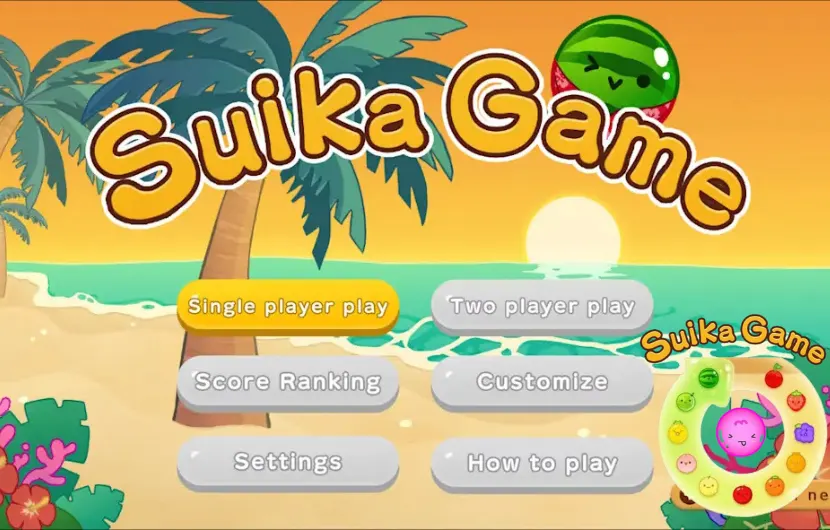 Suika Game
Single player play
Two player play
Suika Game
Score Ranking
Customize
Settings
How to play